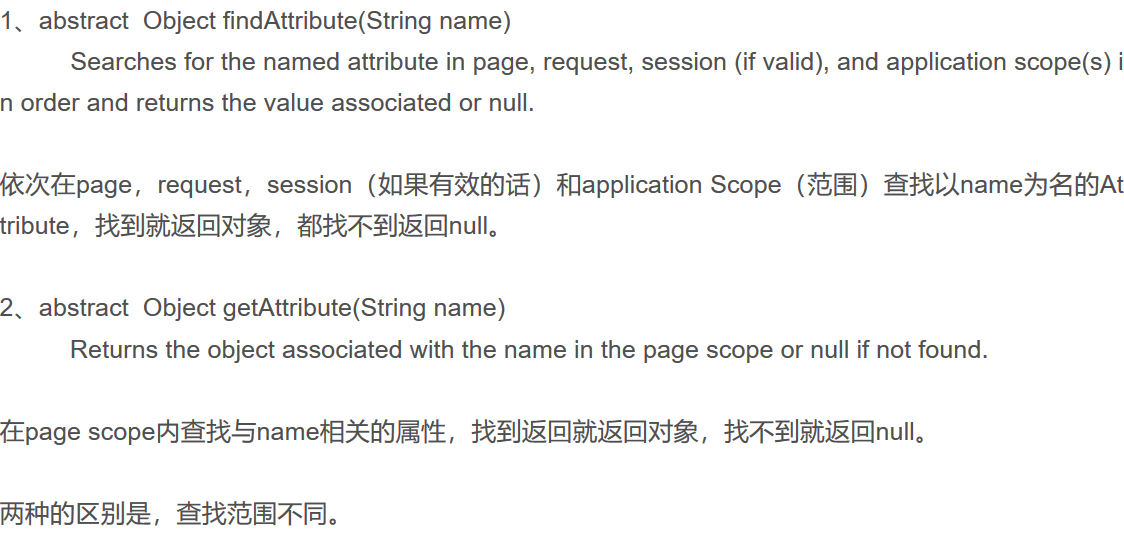 1、abstract  Object findAttribute(String name)
Searches for the named attribute in page, request, session (if valid), and application scope(s) i
n order and returns the value associated or null.
依次在page，request，session（如果有效的话）和application Scope（范围）查找以name为名的At
tribute，找到就返回对象，都找不到返回null。
2、abstract  Object getAttribute(String name)
Returns the object associated with the name in the page scope or null if not found.
在page scope内查找与name相关的属性，找到返回就返回对象，找不到就返回null。
两种的区别是，查找范围不同。